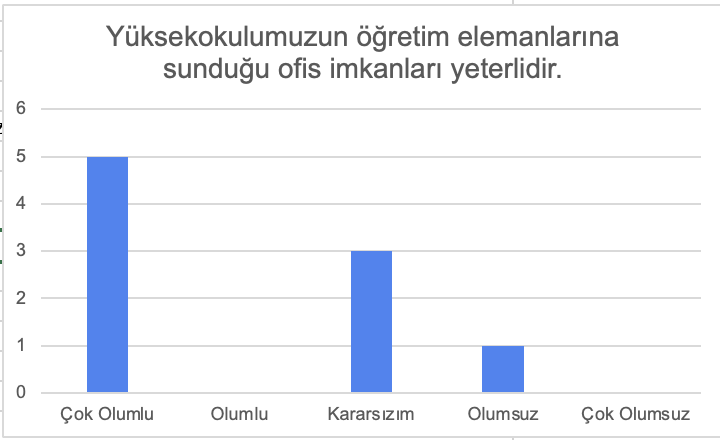 Yüksekokulumuzun öğretim elemanlarına
sunduğu ofis imkanları yeterlidir.
6
5
4
3
2
1
0
Çok Olumlu Olumlu Kararsızım Olumsuz Çok Olumsuz